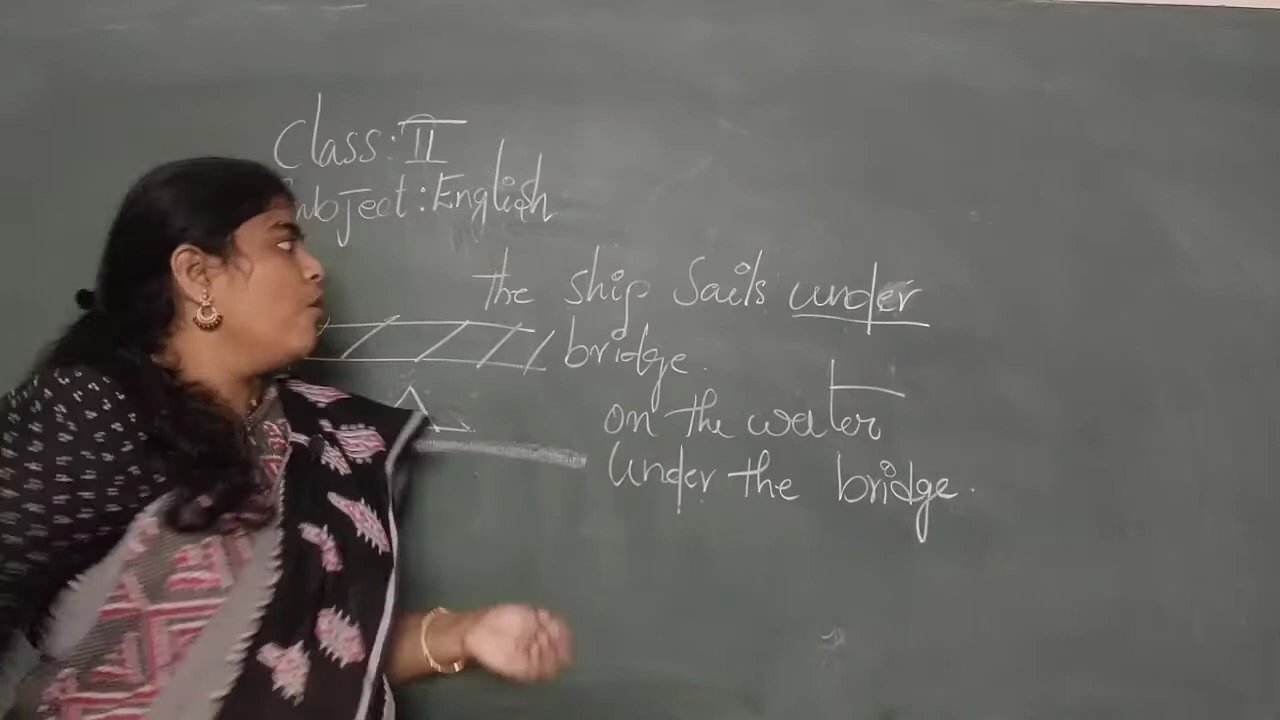 Class: II
Subject: English
the ship Sails under
bridge.
on the water
Under the bridge.